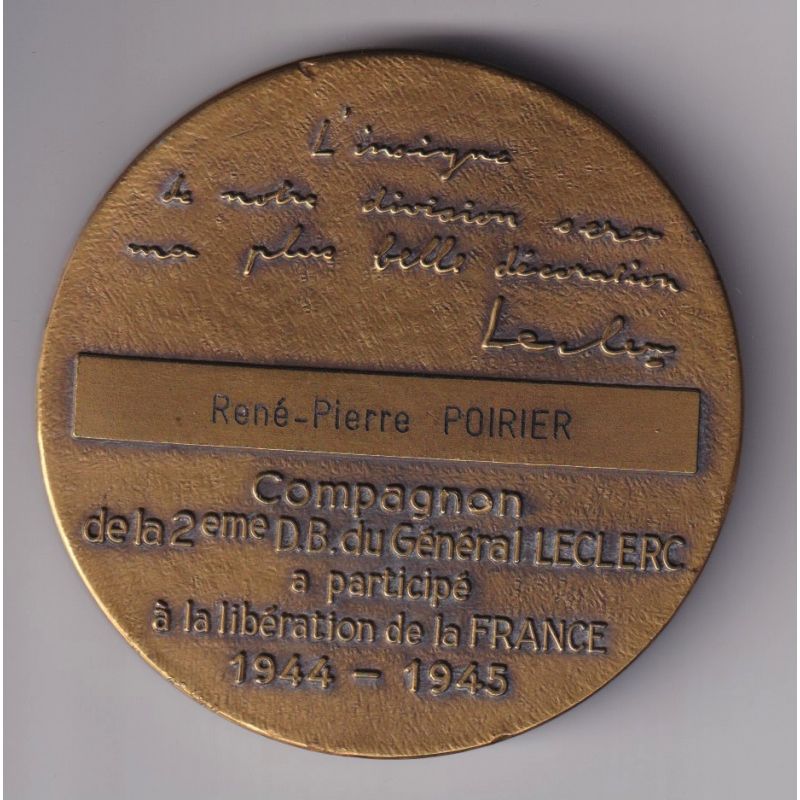 L'insigne
de notre division sera
ma plus belle décoration
Leclerc
René-Pierre POIRIER
Compagnon
de la 2eme D.B. du Général LECLERC
a participé
à la libération de la FRANCE
1944 - 1945